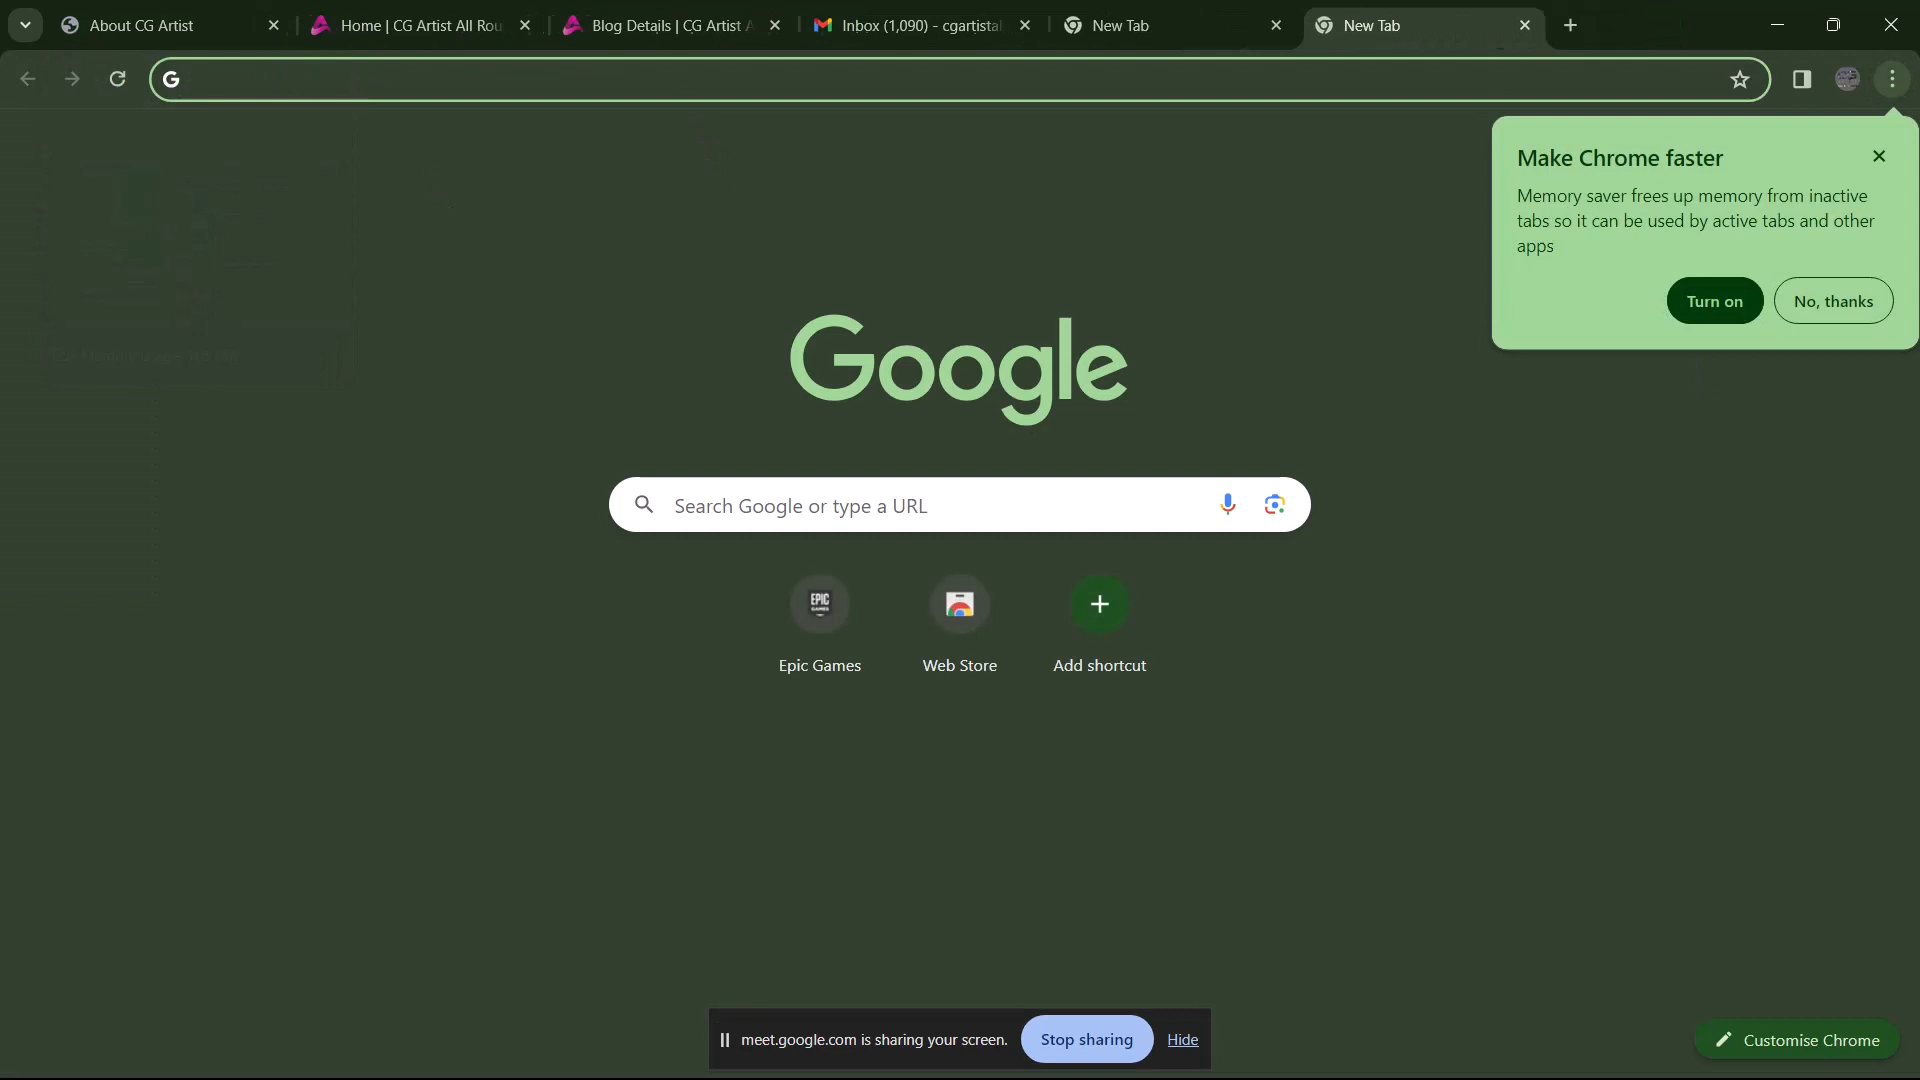 About CG Artist
Home | CG Artist All Rou
Blog Details | CG Artist A
Inbox (1,090) - cgartistal
New Tab
New Tab
Make Chrome faster
Memory saver frees up memory from inactive
tabs so it can be used by active tabs and other
apps
Turn on
No, thanks
Google
Search Google or type a URL
EPIC
GAMES
Epic Games
Web Store
Add shortcut
meet.google.com is sharing your screen.
Stop sharing
Hide
Customise Chrome